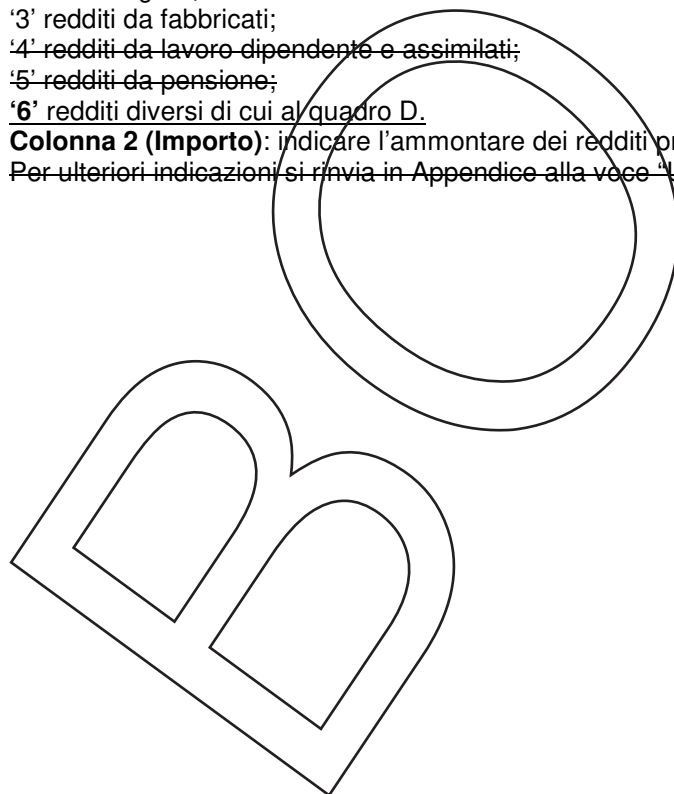 '3' redditi da fabbricati;
'4' redditi da lavoro dipendente e assimilati;
'5' redditi da pensione;
'6' redditi diversi di cui al quadro D.
Colonna 2 (Importo): indicare l'ammontare dei redditi
Per ulteriori indicazioni si rinvia in Appendice alla voce
BO